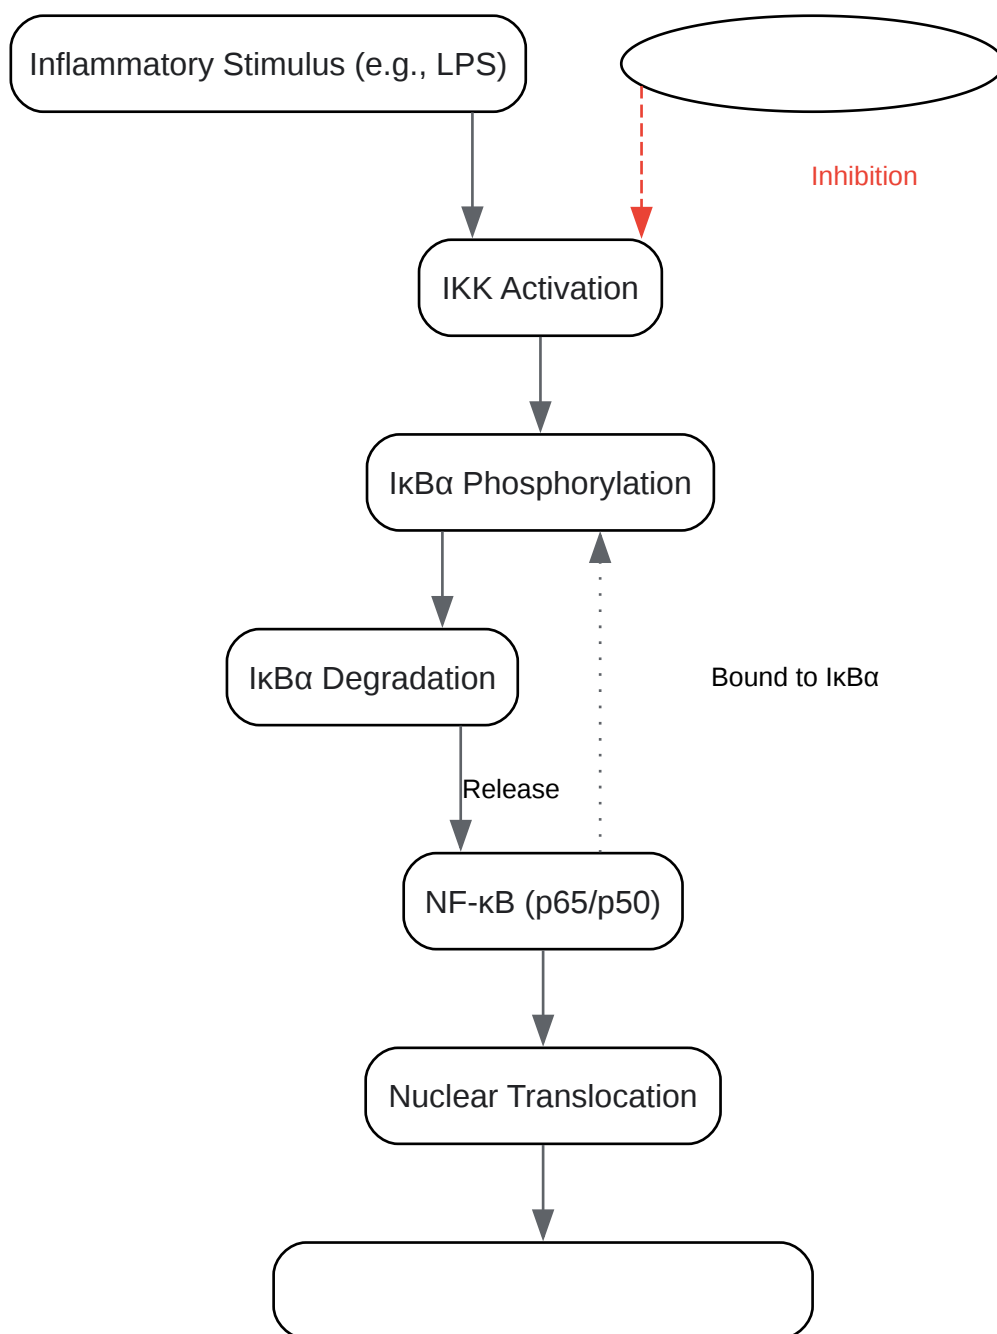 Inflammatory Stimulus (e.g., LPS)
Inhibition
IKK Activation
IκBα Phosphorylation
IκBα Degradation
Bound to IκBα
Release
NF-κB (p65/p50)
Nuclear Translocation